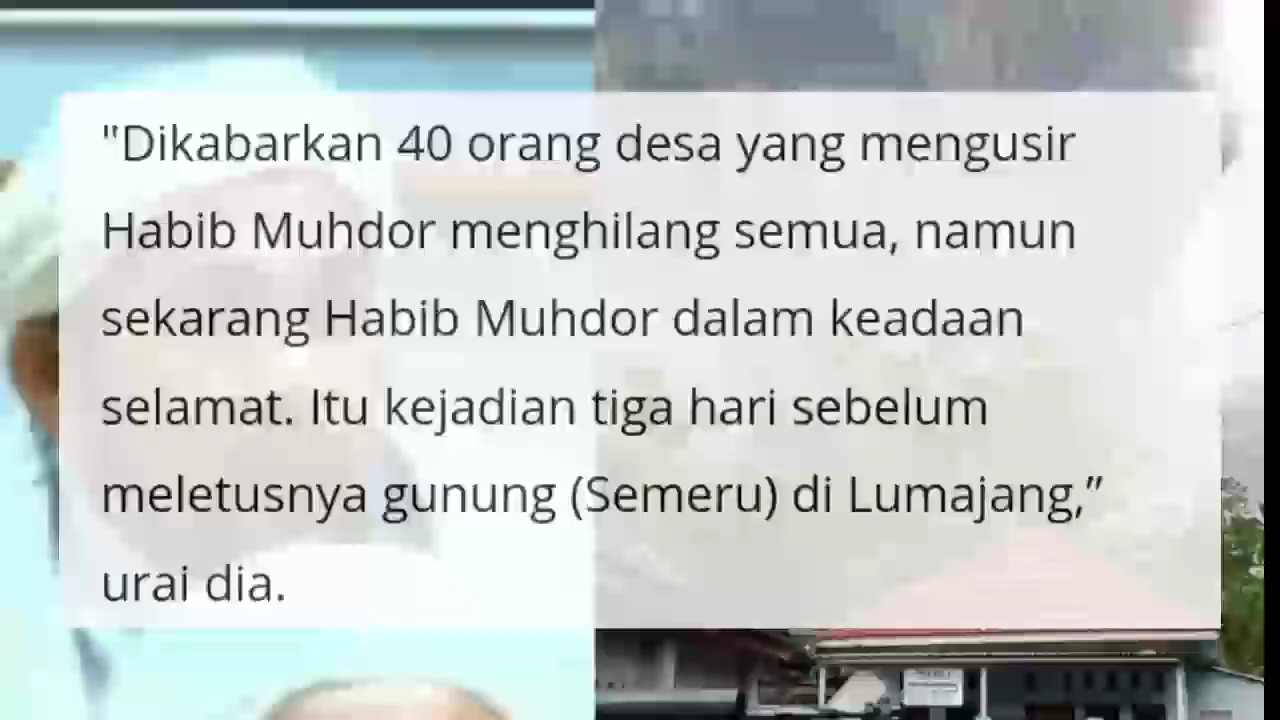 "Dikabarkan 40 orang desa yang mengusir
Habib Muhdor menghilang semua, namun
sekarang Habib Muhdor dalam keadaan
selamat. Itu kejadian tiga hari sebelum
meletusnya gunung (Semeru) di Lumajang,”
urai dia.